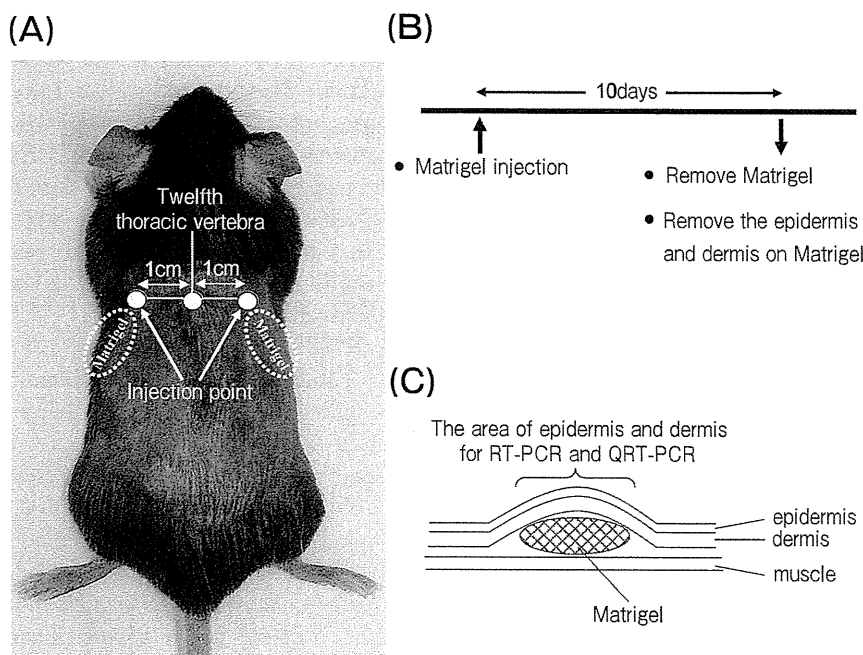 (A)
Twelfth
thoracic vertebra
1cm 1cm
Matrigel Matrigel
Injection point
(B)
10days
• Matrigel injection
• Remove Matrigel
• Remove the epidermis
and dermis on Matrigel
(C)
The area of epidermis and dermis
for RT-PCR and QRT-PCR
epidermis
dermis
muscle
Matrigel